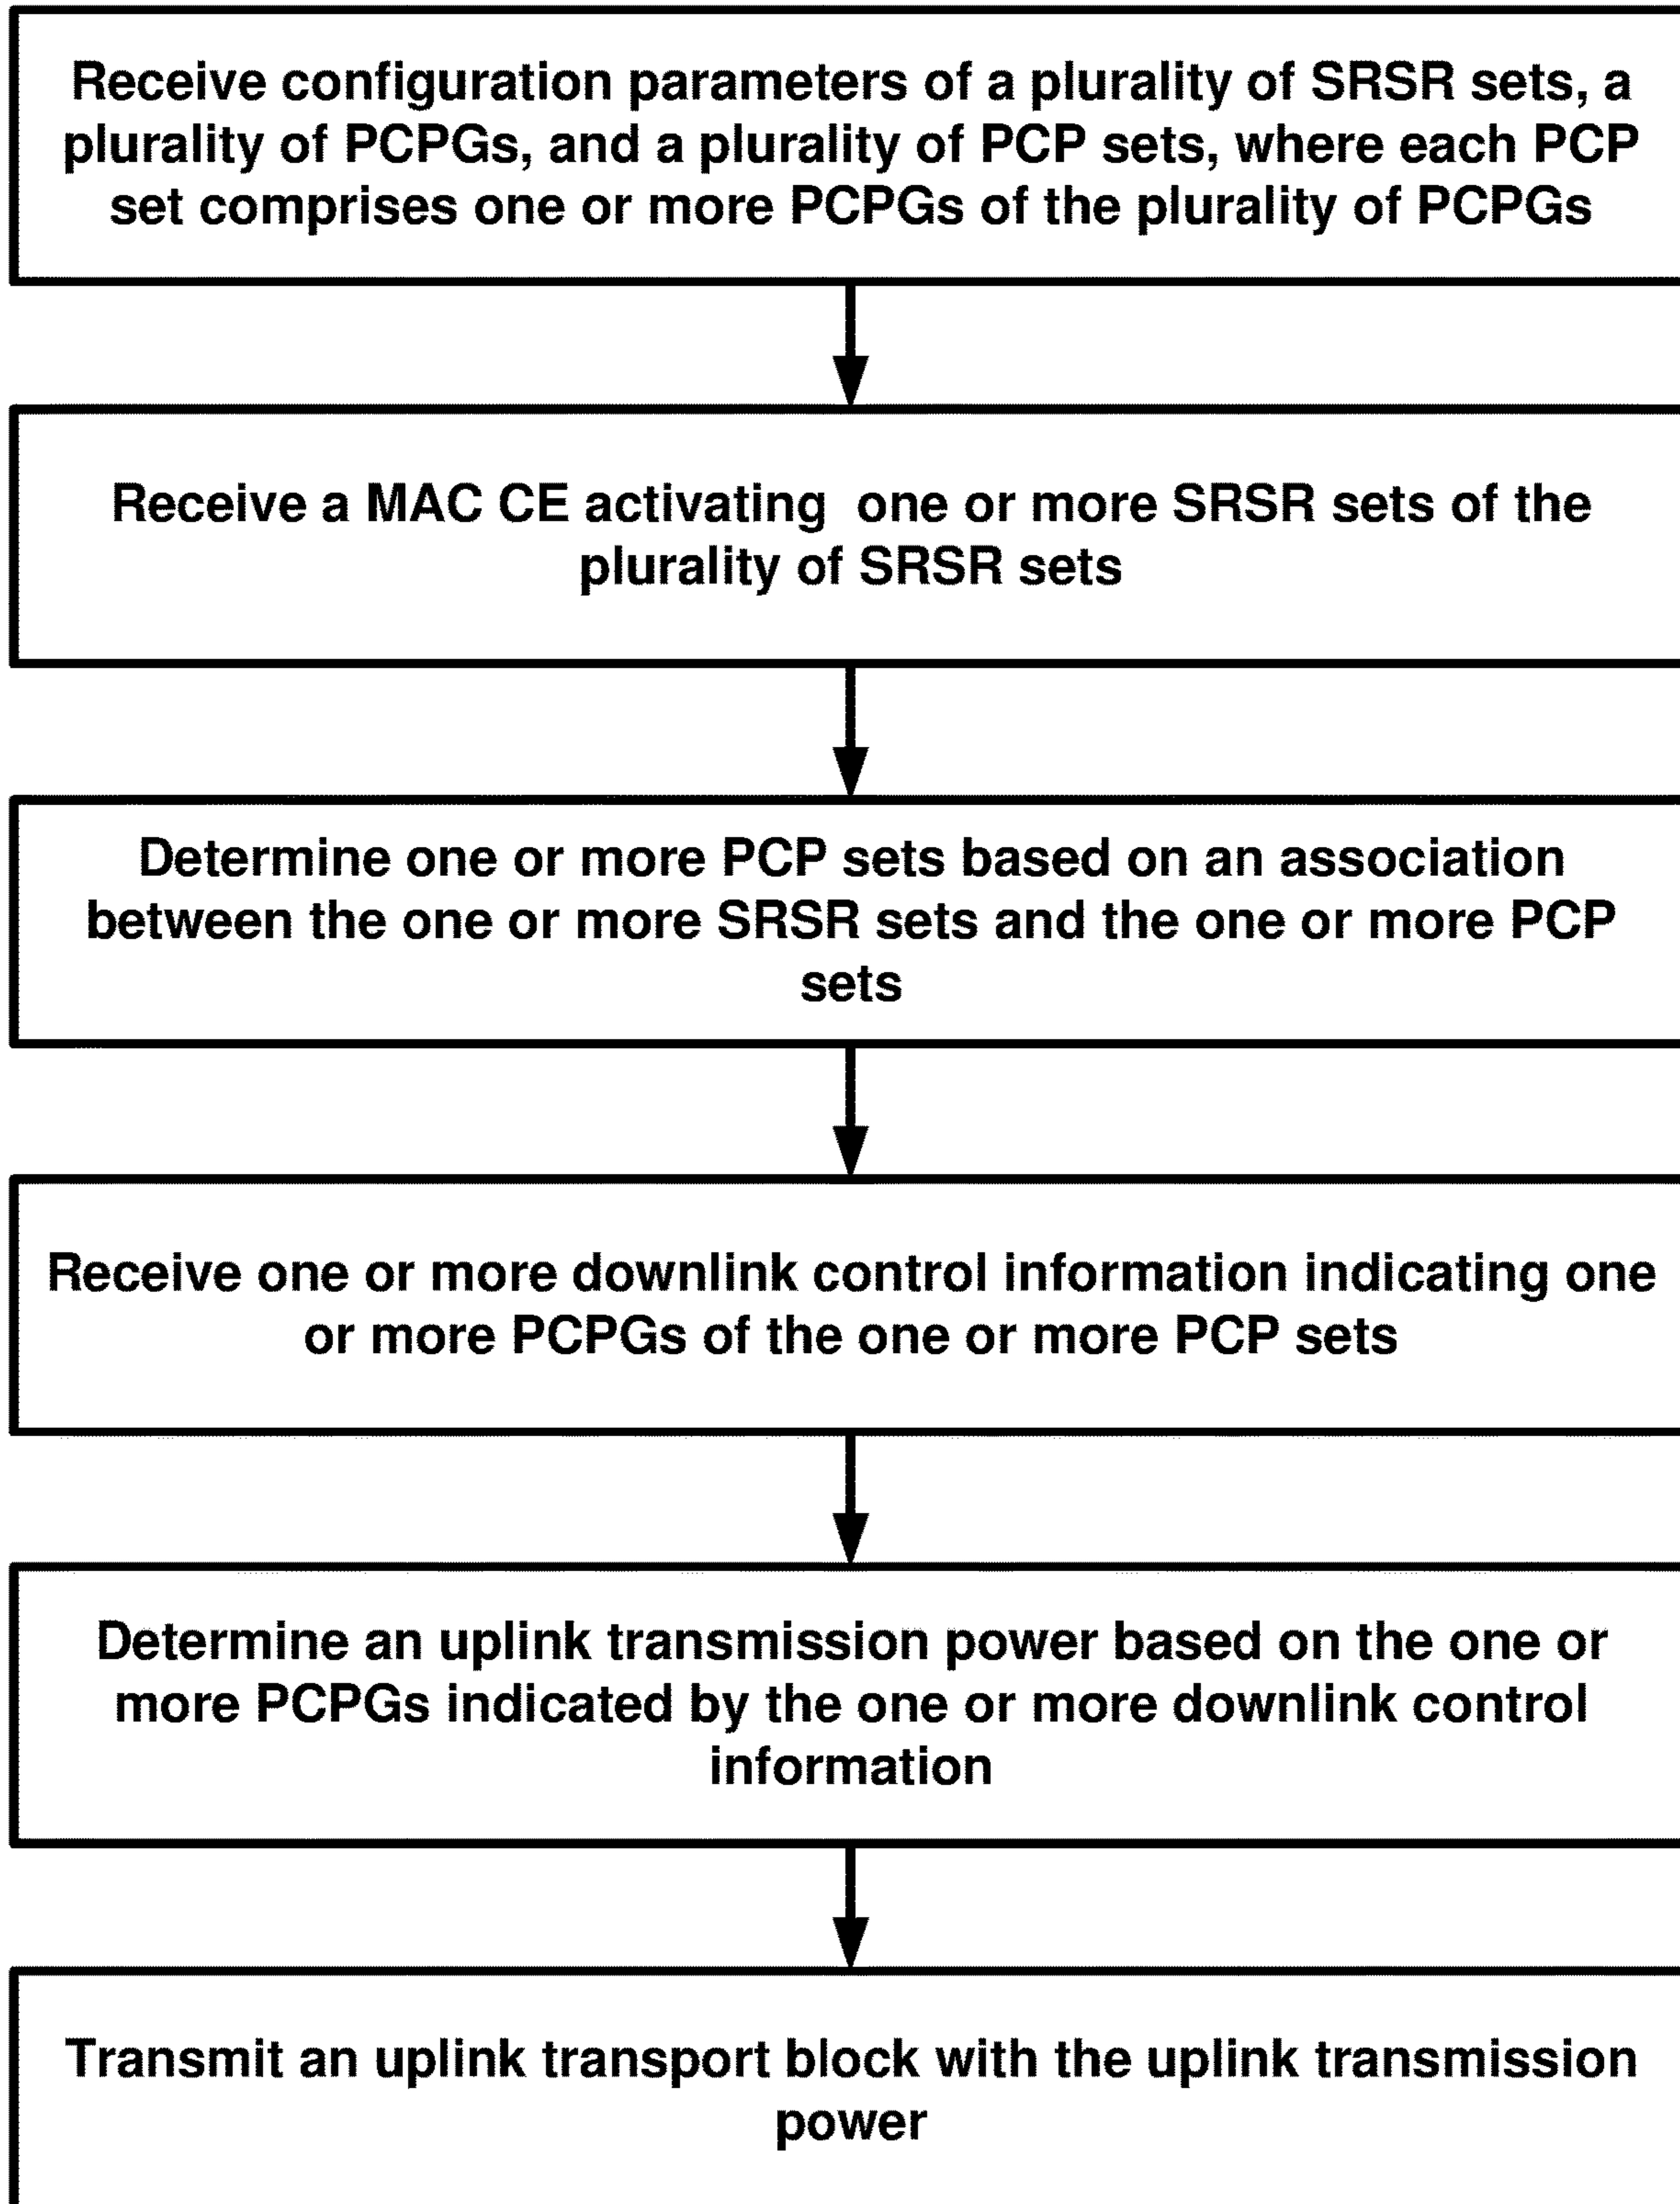 Receive configuration parameters of a plurality of SRSR sets, a
plurality of PCPGs, and a plurality of PCP sets, where each PCP
set comprises one or more PCPGs of the plurality of PCPGs
Receive a MAC CE activating  one or more SRSR sets of the
plurality of SRSR sets
Determine one or more PCP sets based on an association
between the one or more SRSR sets and the one or more PCP
sets
Receive one or more downlink control information indicating one
or more PCPGs of the one or more PCP sets
Determine an uplink transmission power based on the one or
more PCPGs indicated by the one or more downlink control
information
Transmit an uplink transport block with the uplink transmission
power